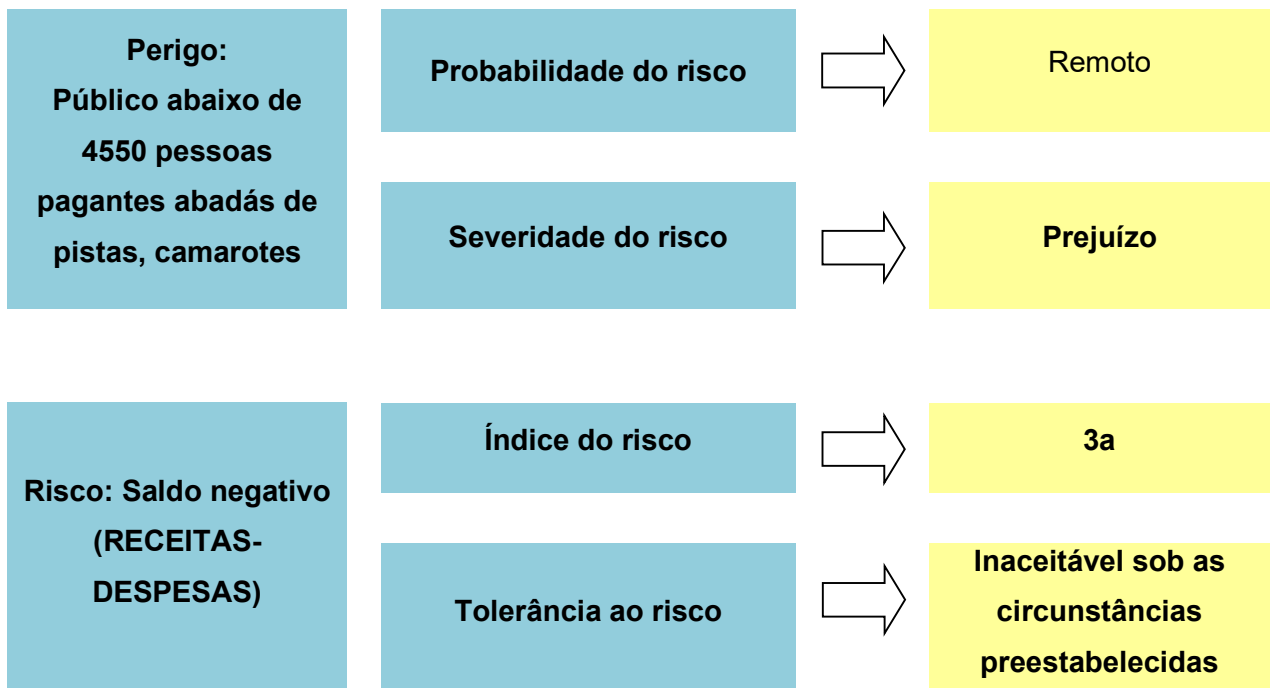 Perigo:
Público abaixo de
4550 pessoas
pagantes abadás de
pistas, camarotes
Probabilidade do risco
Remoto
Severidade do risco
Prejuízo
Risco: Saldo negativo
(RECEITAS-
DESPESAS)
Índice do risco
3a
Tolerância ao risco
Inaceitável sob as
circunstâncias
preestabelecidas